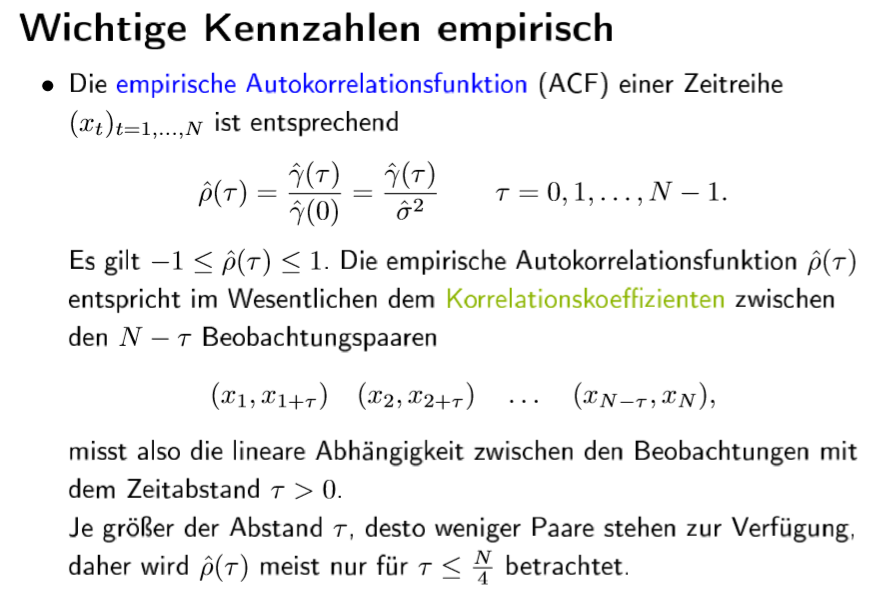 Wichtige Kennzahlen empirisch
• Die empirische Autokorrelationsfunktion (ACF) einer Zeitreihe
$(x_t)_{t=1,\ldots,N}$ ist entsprechend
$\hat{\rho}(\tau) = \frac{\hat{\gamma}(\tau)}{\hat{\gamma}(0)} = \frac{\hat{\gamma}(\tau)}{\hat{\sigma}^2} \quad \tau = 0, 1, \ldots, N - 1.$
Es gilt $-1 \leq \hat{\rho}(\tau) \leq 1$. Die empirische Autokorrelationsfunktion $\hat{\rho}(\tau)$
entspricht im Wesentlichen dem Korrelationskoeffizienten zwischen
den $N - \tau$ Beobachtungspaaren
$(x_1, x_{1+\tau}) \quad (x_2, x_{2+\tau}) \quad \ldots \quad (x_{N-\tau}, x_N),$
misst also die lineare Abhängigkeit zwischen den Beobachtungen mit
dem Zeitabstand $\tau > 0$.
Je größer der Abstand $\tau$, desto weniger Paare stehen zur Verfügung,
daher wird $\hat{\rho}(\tau)$ meist nur für $\tau \leq \frac{N}{4}$ betrachtet.